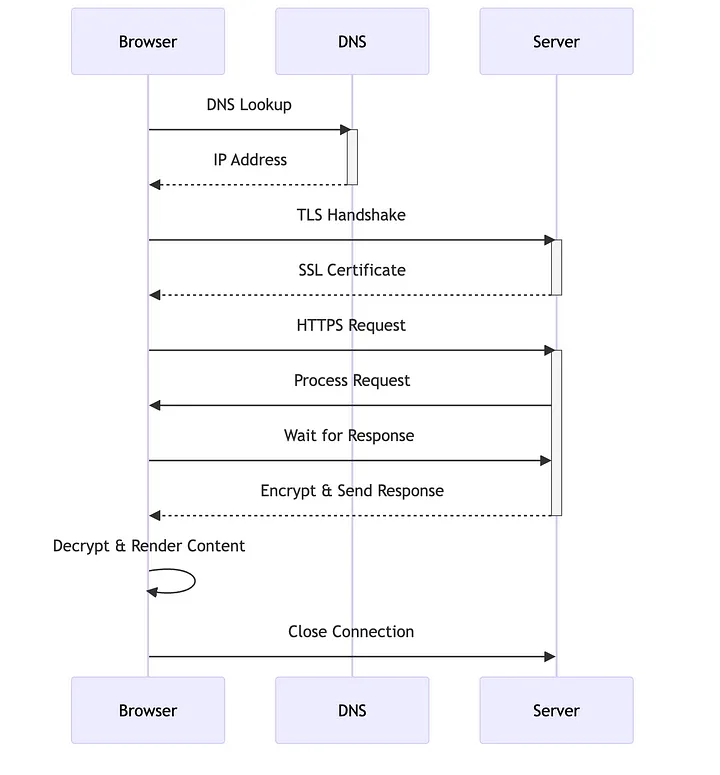 Browser
DNS
Server
DNS Lookup
IP Address
TLS Handshake
SSL Certificate
HTTPS Request
Process Request
Wait for Response
Encrypt & Send Response
Decrypt & Render Content
Close Connection
Browser
DNS
Server